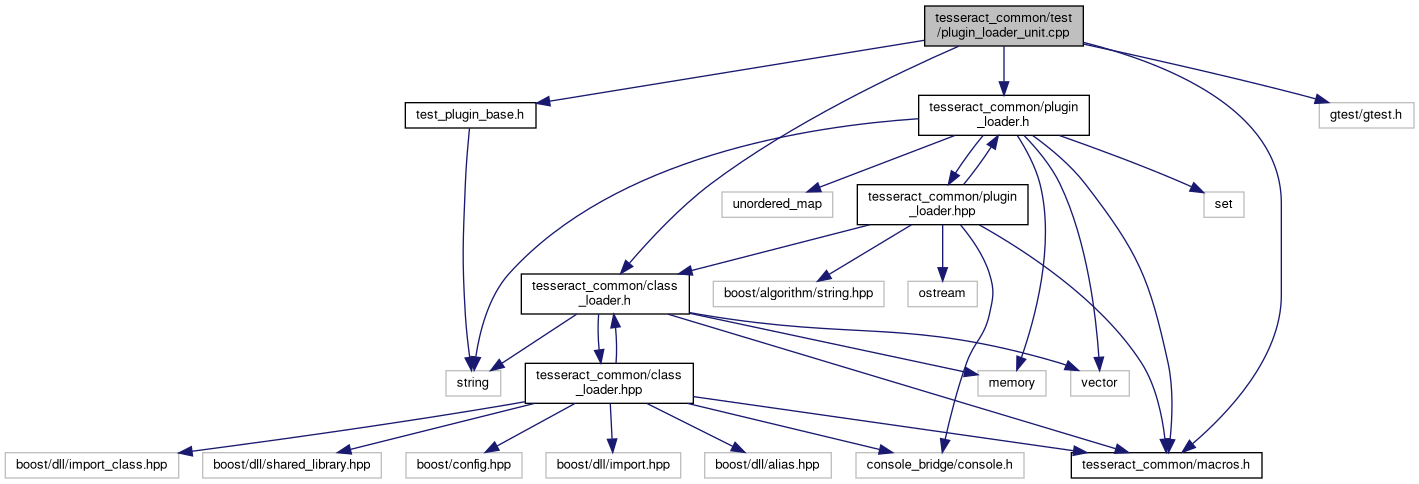 tesseract_common/test
/plugin_loader_unit.cpp
test_plugin_base.h
tesseract_common/plugin
_loader.h
gtest/gtest.h
unordered_map
tesseract_common/plugin
_loader.hpp
set
tesseract_common/class
_loader.h
boost/algorithm/string.hpp
ostream
string
tesseract_common/class
_loader.hpp
memory
vector
boost/dll/import_class.hpp
boost/dll/shared_library.hpp
boost/config.hpp
boost/dll/import.hpp
boost/dll/alias.hpp
console_bridge/console.h
tesseract_common/macros.h